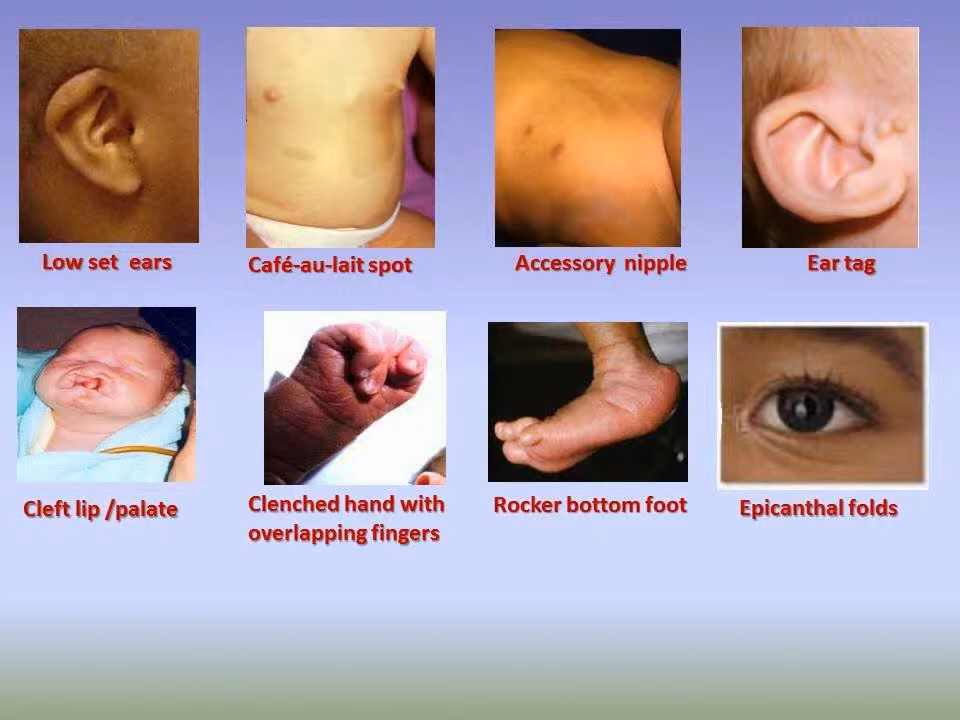 Low set ears
Café-au-lait spot
Accessory nipple
Ear tag
Cleft lip /palate
Clenched hand with
overlapping fingers
Rocker bottom foot
Epicanthal folds